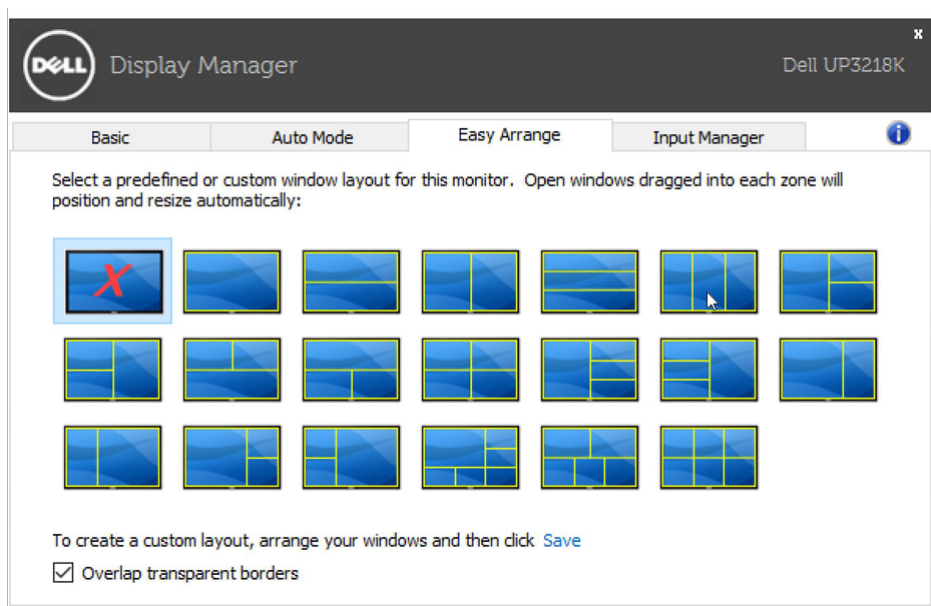 DELL
Display Manager
Dell UP3218K
x
Basic
Auto Mode
Easy Arrange
Input Manager
i
Select a predefined or custom window layout for this monitor. Open windows dragged into each zone will
position and resize automatically:
X
To create a custom layout, arrange your windows and then click Save
Overlap transparent borders